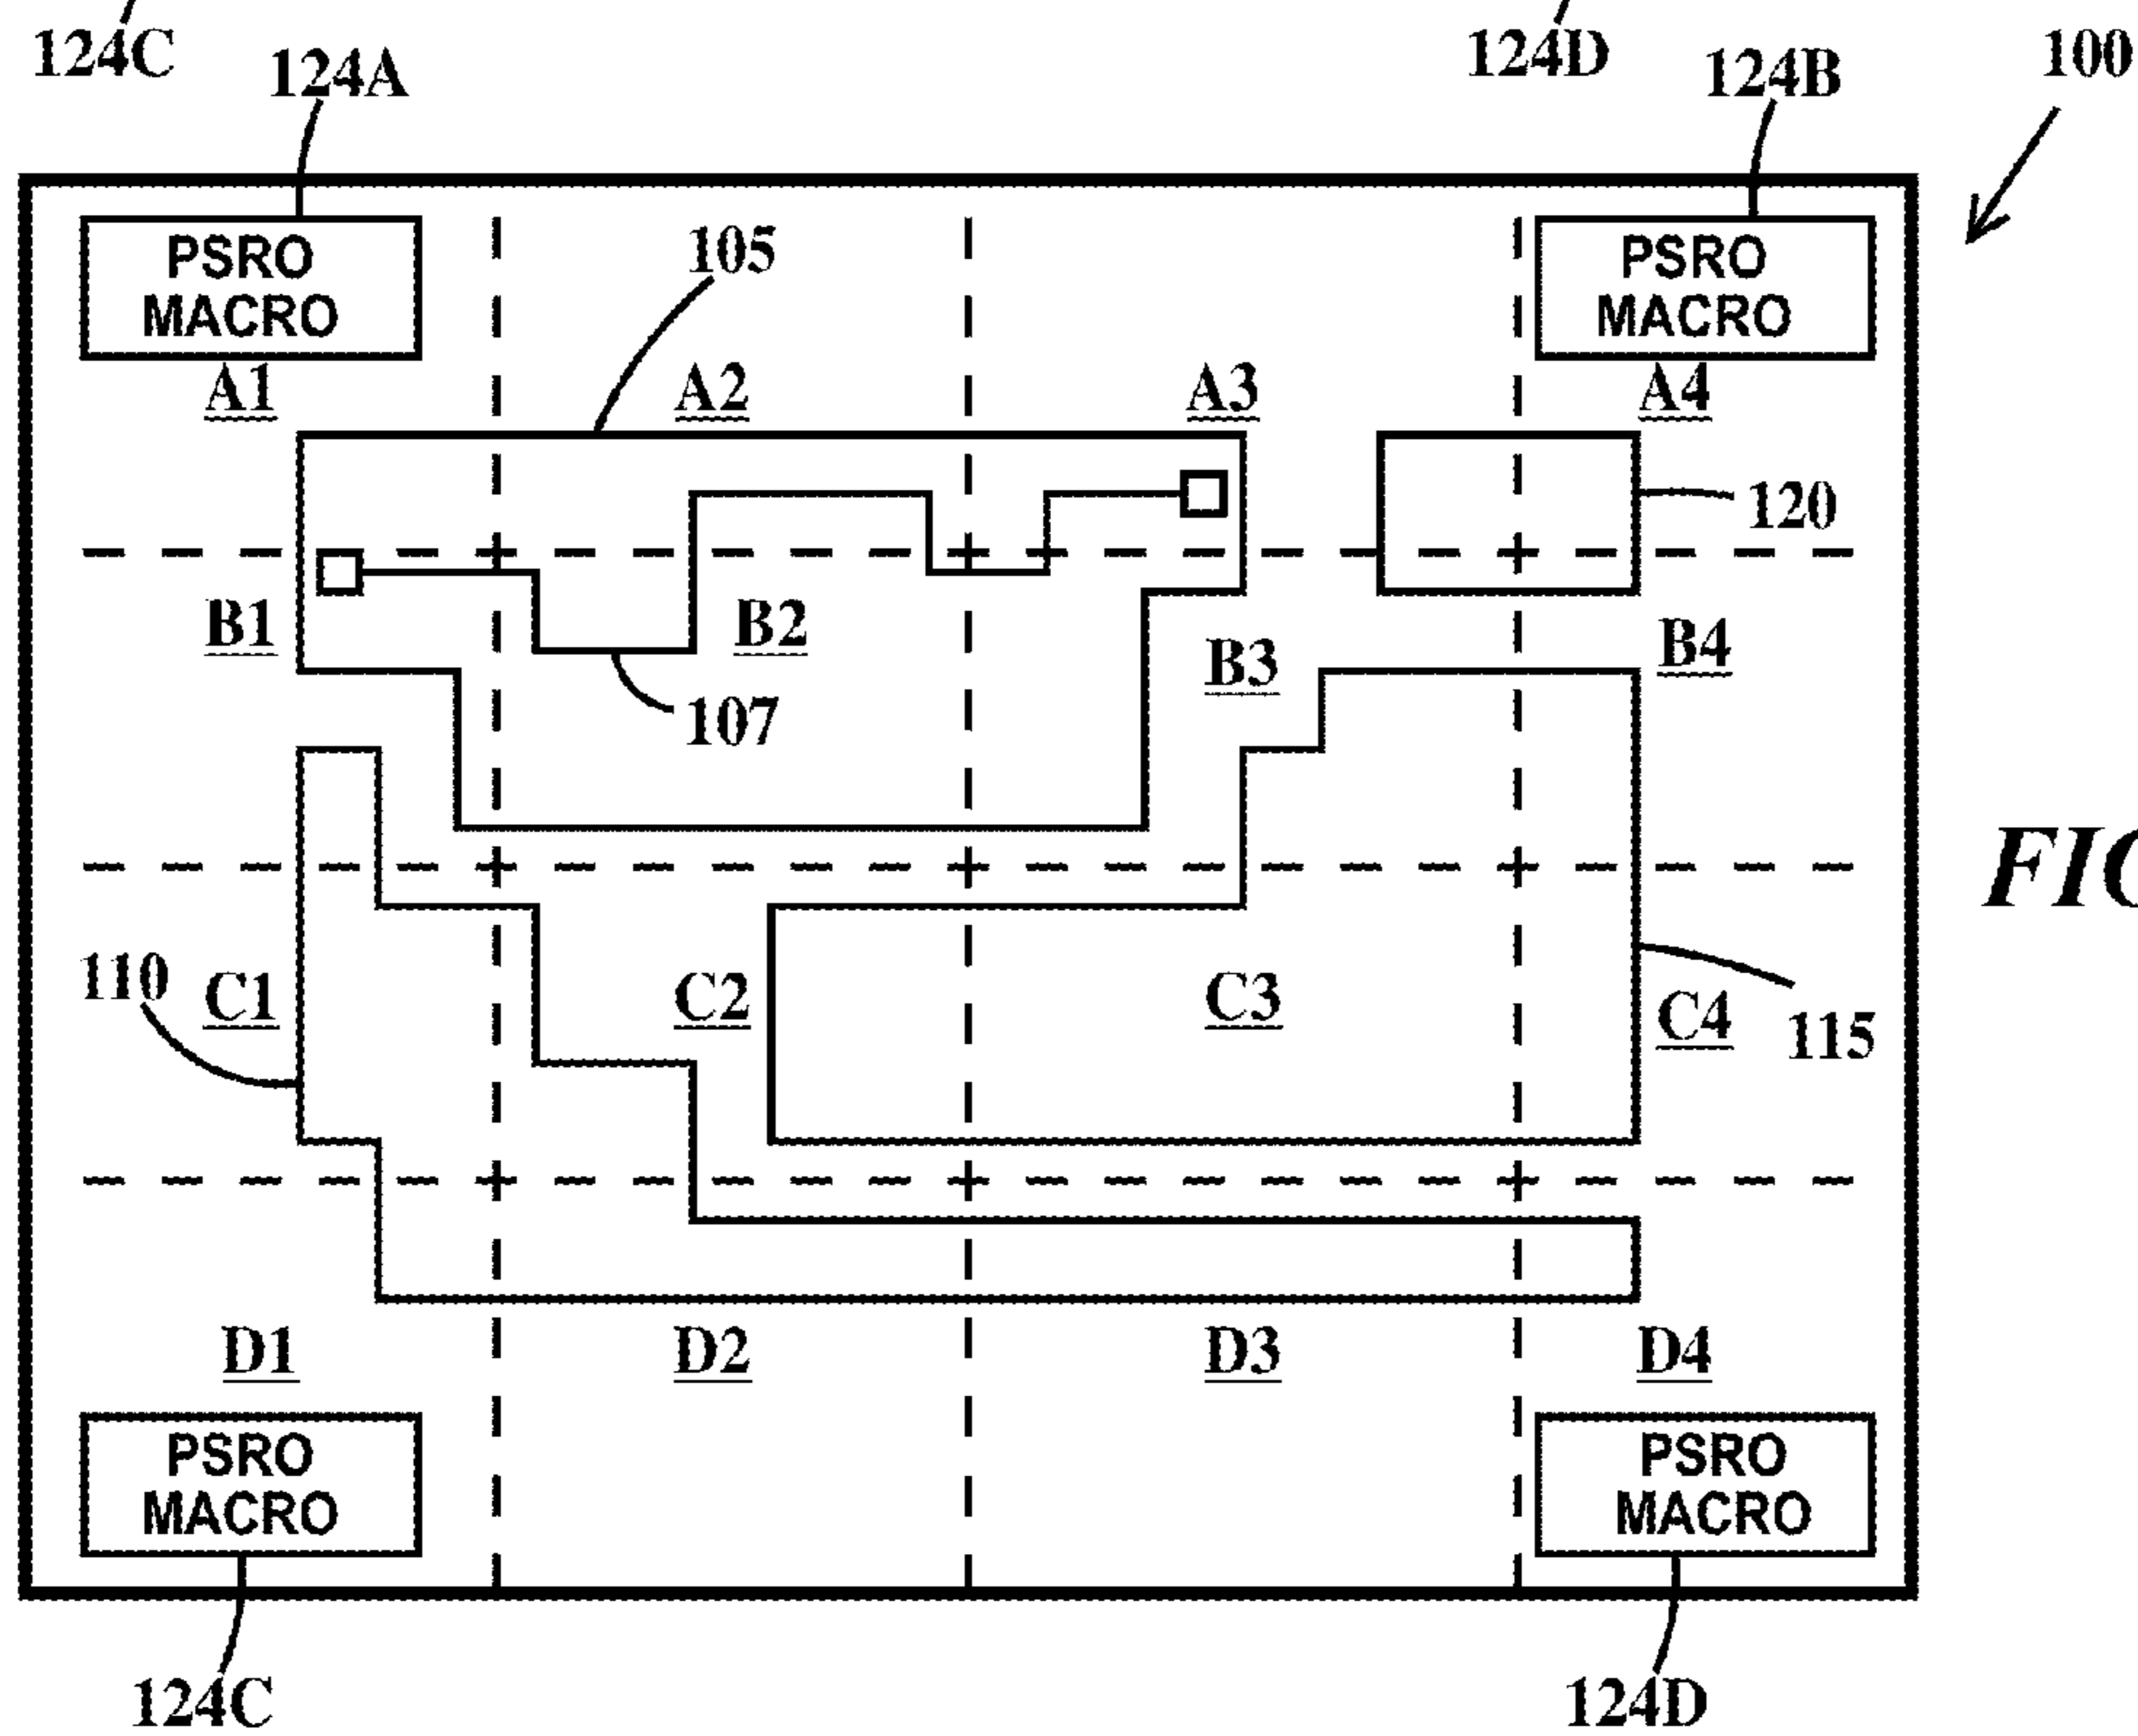 124C
124D
100
124A
124B
PSRO
MACRO
PSRO
MACRO
105
A1
A2
A3
A4
120
B1
B2
B3
B4
107
110
C1
C2
C3
C4
115
D1
D2
D3
D4
PSRO
MACRO
PSRO
MACRO
124C
124D